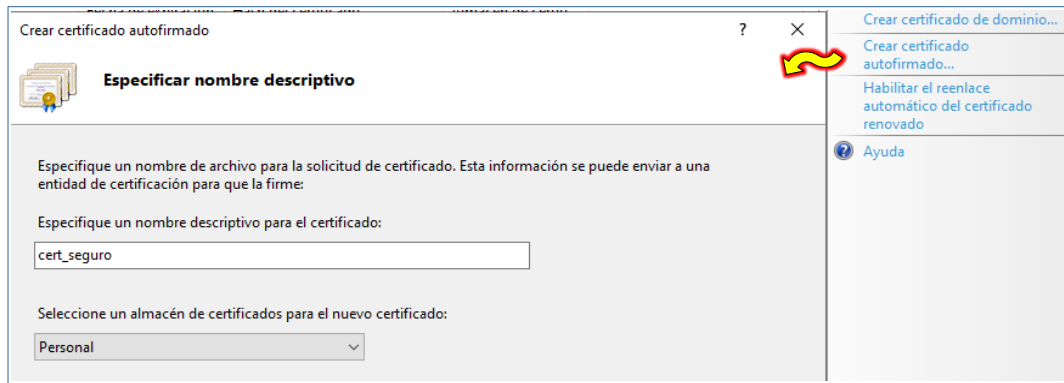 Crear certificado autofirmado
?
Especificar nombre descriptivo
Especifique un nombre de archivo para la solicitud de certificado. Esta información se puede enviar a una
entidad de certificación para que la firme:
Especifique un nombre descriptivo para el certificado:
cert_seguro
Seleccione un almacén de certificados para el nuevo certificado:
Personal
Crear certificado de dominio...
Crear certificado
autofirmado...
Habilitar el reenlace
automático del certificado
renovado
Ayuda